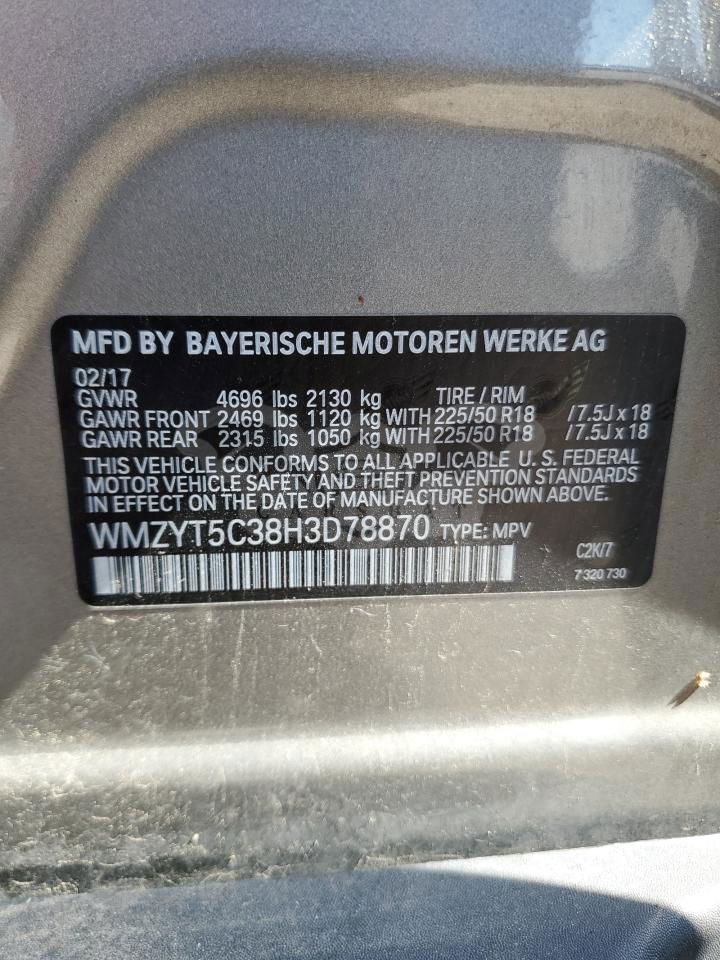 MFD BY BAYERISCHE MOTOREN WERKE AG
02/17
GVWR 4696 lbs 2130 kg TIRE / RIM
GAWR FRONT 2469 lbs 1120 kg WITH 225/50 R18 /7.5J x 18
GAWR REAR 2315 lbs 1050 kg WITH 225/50 R18 /7.5J x 18
THIS VEHICLE CONFORMS TO ALL APPLICABLE U. S. FEDERAL
MOTOR VEHICLE SAFETY AND THEFT PREVENTION STANDARDS
IN EFFECT ON THE DATE OF MANUFACTURE SHOWN ABOVE.
WMZYT5C38H3D78870 TYPE: MPV
C2K/7
7 320 730